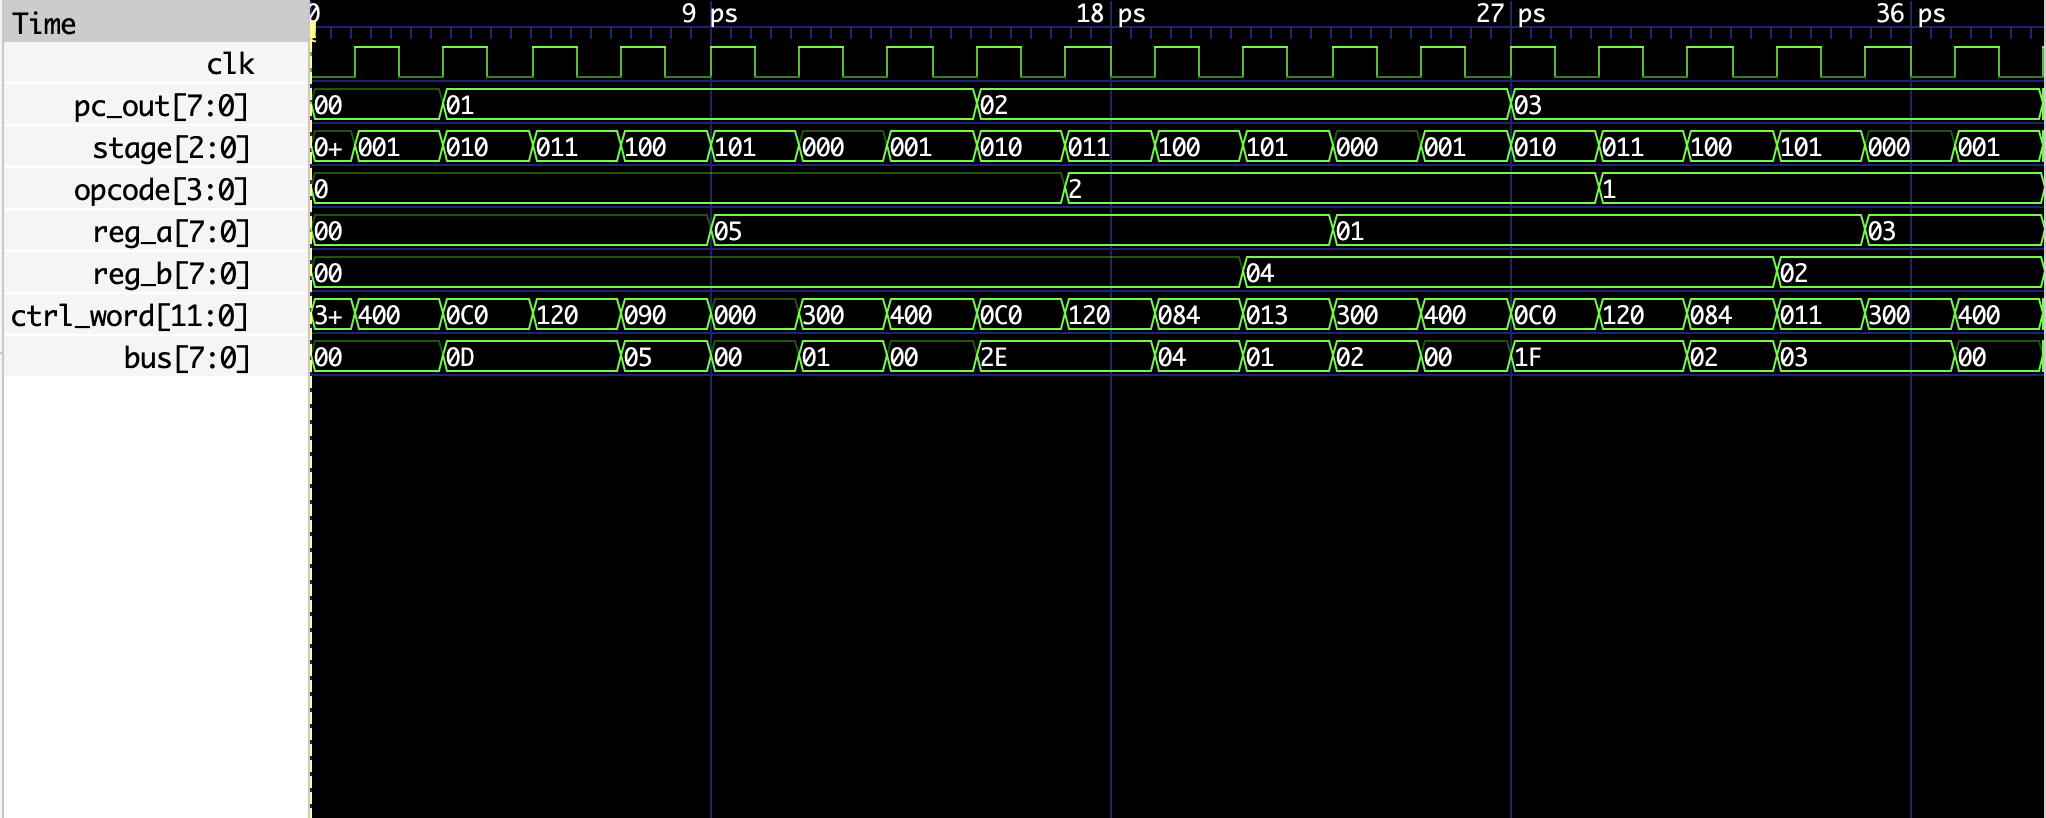 Time 0 9 ps 18 ps 27 ps 36 ps
clk
pc_out[7:0] 00 01 02 03
stage[2:0] 0+ 001 010 011 100 101 000 001 010 011 100 101 000 001 010 011 100 101 000 001
opcode[3:0] 0 2 1
reg_a[7:0] 00 05 01 03
reg_b[7:0] 00 04 02
ctrl_word[11:0] 3+ 400 0C0 120 090 000 300 400 0C0 120 084 013 300 400 0C0 120 084 011 300 400
bus[7:0] 00 0D 05 00 01 00 2E 04 01 02 00 1F 02 03 00